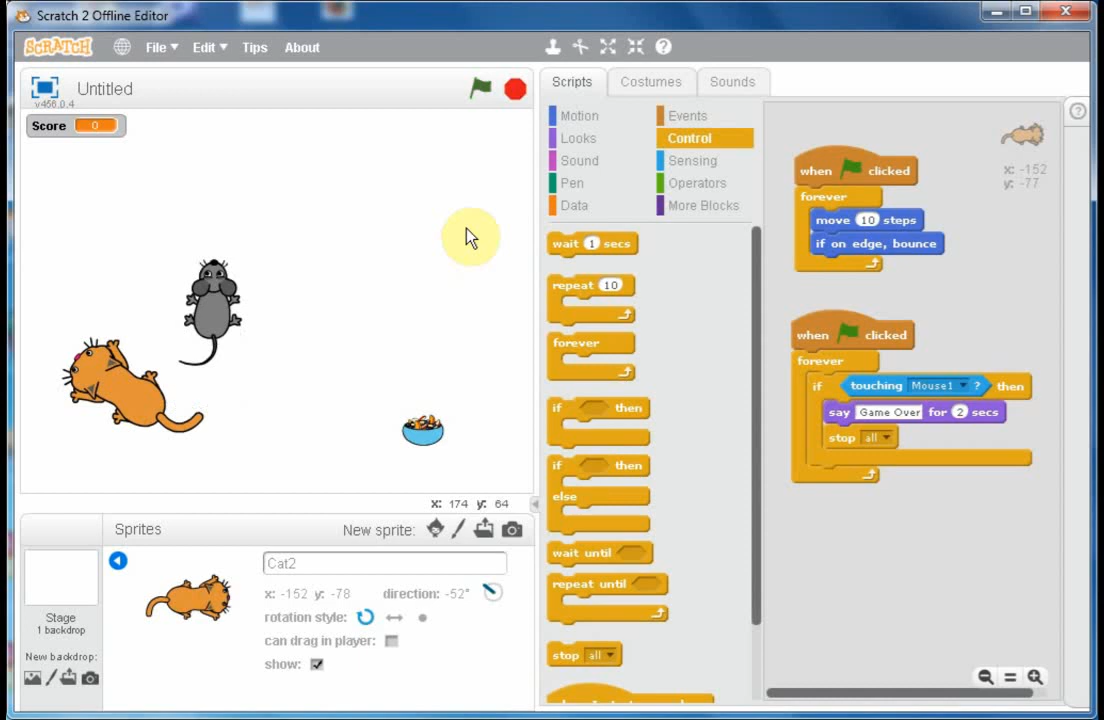 Scratch 2 Offline Editor
SCRATCH File Edit Tips About
Untitled
v456.0.4
Score 0
x: 174 y: 64
Sprites New sprite:
Stage
1 backdrop
New backdrop:
Cat2
x: -152 y: -78 direction: -52°
rotation style:
can drag in player:
show:
Scripts Costumes Sounds
Motion Events
Looks Control
Sound Sensing
Pen Operators
Data More Blocks
wait 1 secs
repeat 10
forever
if then
if then
else
wait until
repeat until
stop all
x: -152
y: -77
when clicked
forever
move 10 steps
if on edge, bounce
when clicked
forever
if touching Mouse1 ? then
say Game Over for 2 secs
stop all